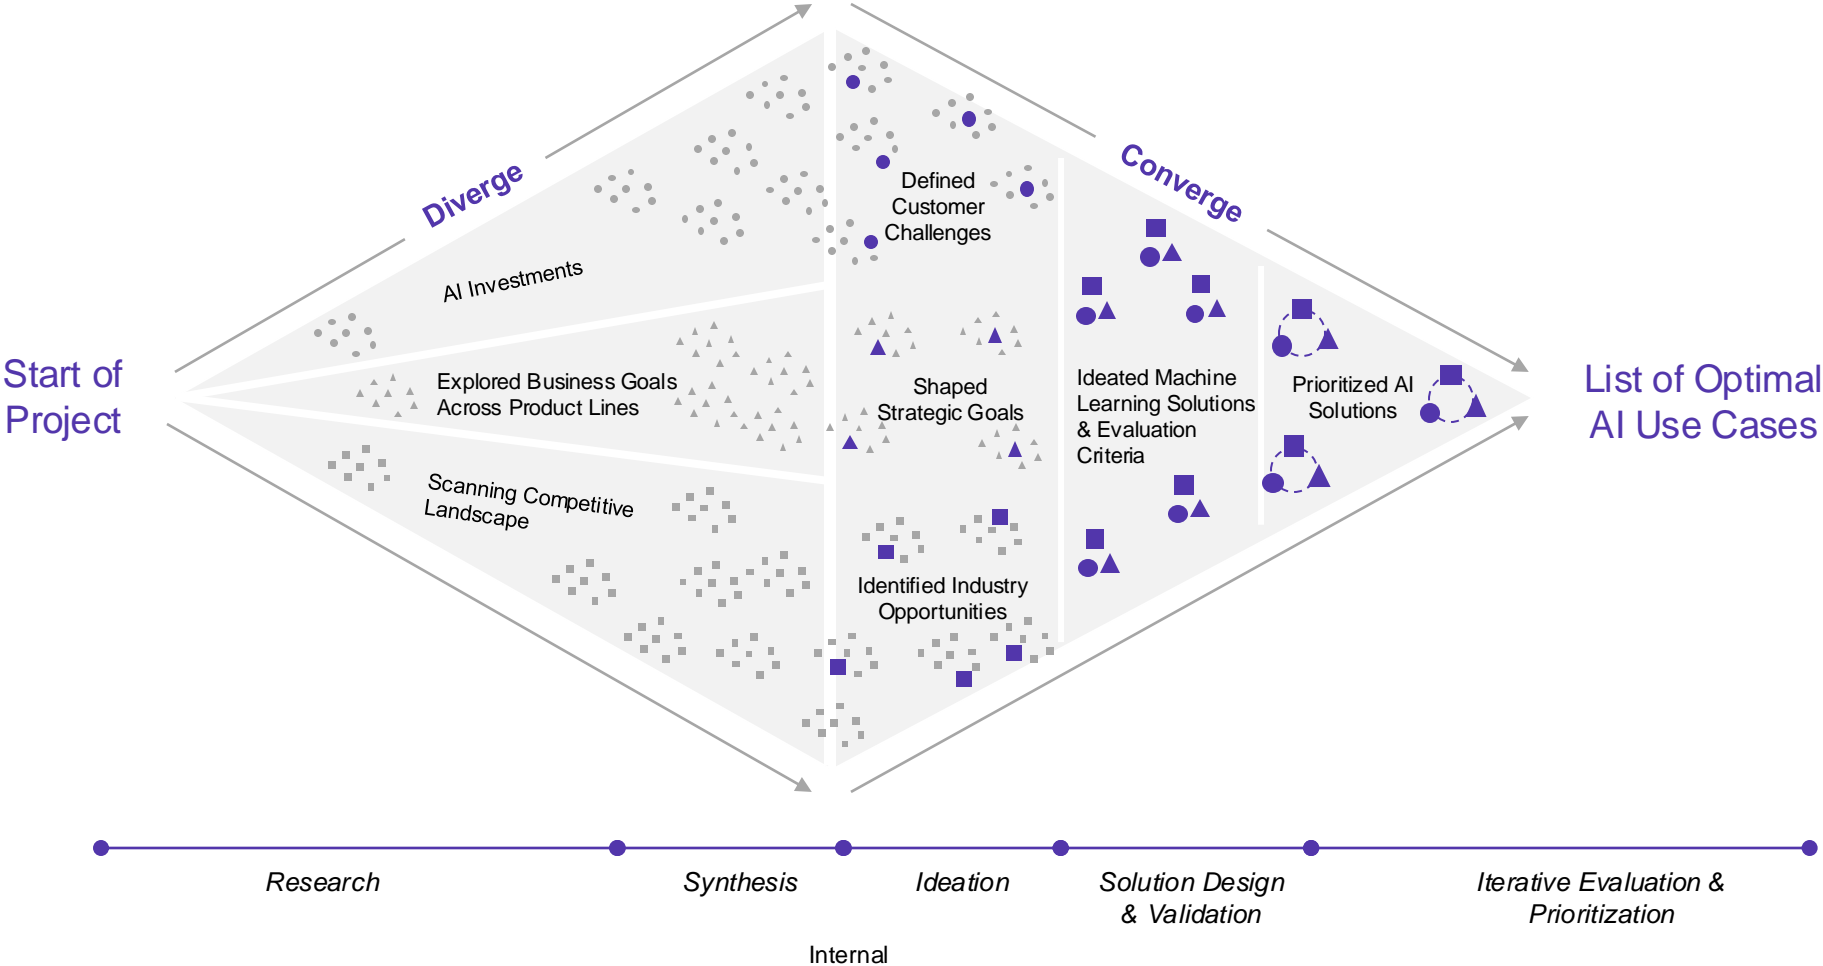 Diverge
Converge
Start of
Project
AI Investments
Explored Business Goals
Across Product Lines
Scanning Competitive
Landscape
Defined
Customer
Challenges
Shaped
Strategic Goals
Identified Industry
Opportunities
Ideated Machine
Learning Solutions
& Evaluation
Criteria
Prioritized AI
Solutions
List of Optimal
AI Use Cases
Research
Synthesis
Ideation
Solution Design
& Validation
Iterative Evaluation &
Prioritization
Internal